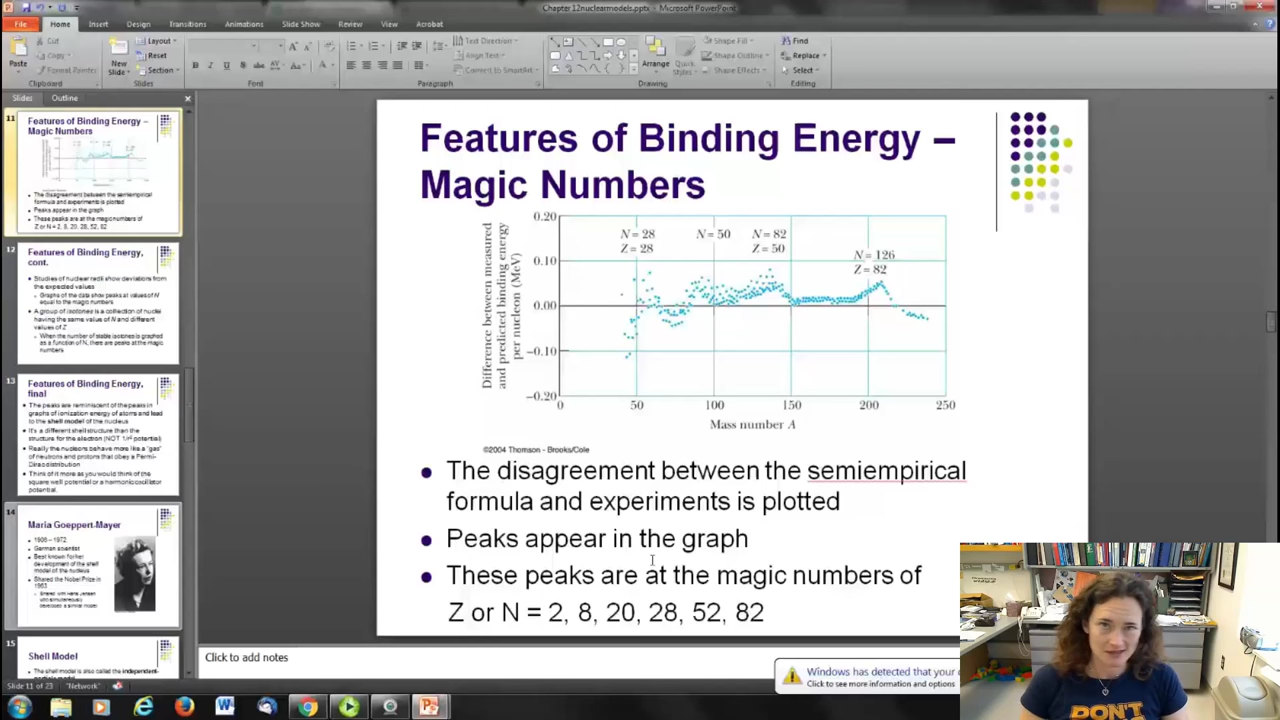 Chapter 12nuclearmodels.pptx - Microsoft PowerPoint
File Home Insert Design Transitions Animations Slide Show Review View Acrobat
Paste
Cut
Copy
Format Painter
Clipboard
New Slide
Layout
Reset
Section
Slides
Font
Paragraph
Text Direction
Align Text
Convert to SmartArt
Arrange
Quick Styles
Shape Fill
Shape Outline
Shape Effects
Drawing
Find
Replace
Select
Editing
Slides Outline
11
Features of Binding Energy –
Magic Numbers
The disagreement between the semiempirical
formula and experiments is plotted
Peaks appear in the graph
These peaks are at the magic numbers of
Z or N = 2, 8, 20, 28, 52, 82
12
Features of Binding Energy,
cont.
Studies of nuclear radii show deviations from
the expected values
Graphs of the data show peaks at values of N
equal to the magic numbers
A group of isotones is a collection of nuclei
having the same value of N and different
values of Z
When the number of stable isotones is graphed
as a function of N, there are peaks at the magic
numbers
13
Features of Binding Energy,
final
The peaks are reminiscent of the peaks in
graphs of ionization energy of atoms and lead
to the shell model of the nucleus
It's a different shell structure than the
structure for the electron (NOT 1/r² potential)
Really the nucleons behave more like a "gas"
of neutrons and protons that obey a Fermi-
Dirac distribution
Think of it more as you would think of the
square well potential or a harmonic oscillator
potential.
14
Maria Goeppert-Mayer
1906 – 1972
German scientist
Best known for her
development of the shell
model of the nucleus
Shared the Nobel Prize in
1963
Shared with Hans Jensen
who simultaneously
developed a similar model
15
Shell Model
The shell model is also called the independent-
Features of Binding Energy –
Magic Numbers
Difference between measured
and predicted binding energy
per nucleon (MeV)
0.20
0.10
0.00
−0.10
−0.20
N = 28
Z = 28
N = 50
N = 82
Z = 50
N = 126
Z = 82
0 50 100 150 200 250
Mass number A
©2004 Thomson - Brooks/Cole
The disagreement between the semiempirical
formula and experiments is plotted
Peaks appear in the graph
These peaks are at the magic numbers of
Z or N = 2, 8, 20, 28, 52, 82
Click to add notes
Windows has detected that your
Click to see more information and options
Slide 11 of 23 "Network"
DON'T